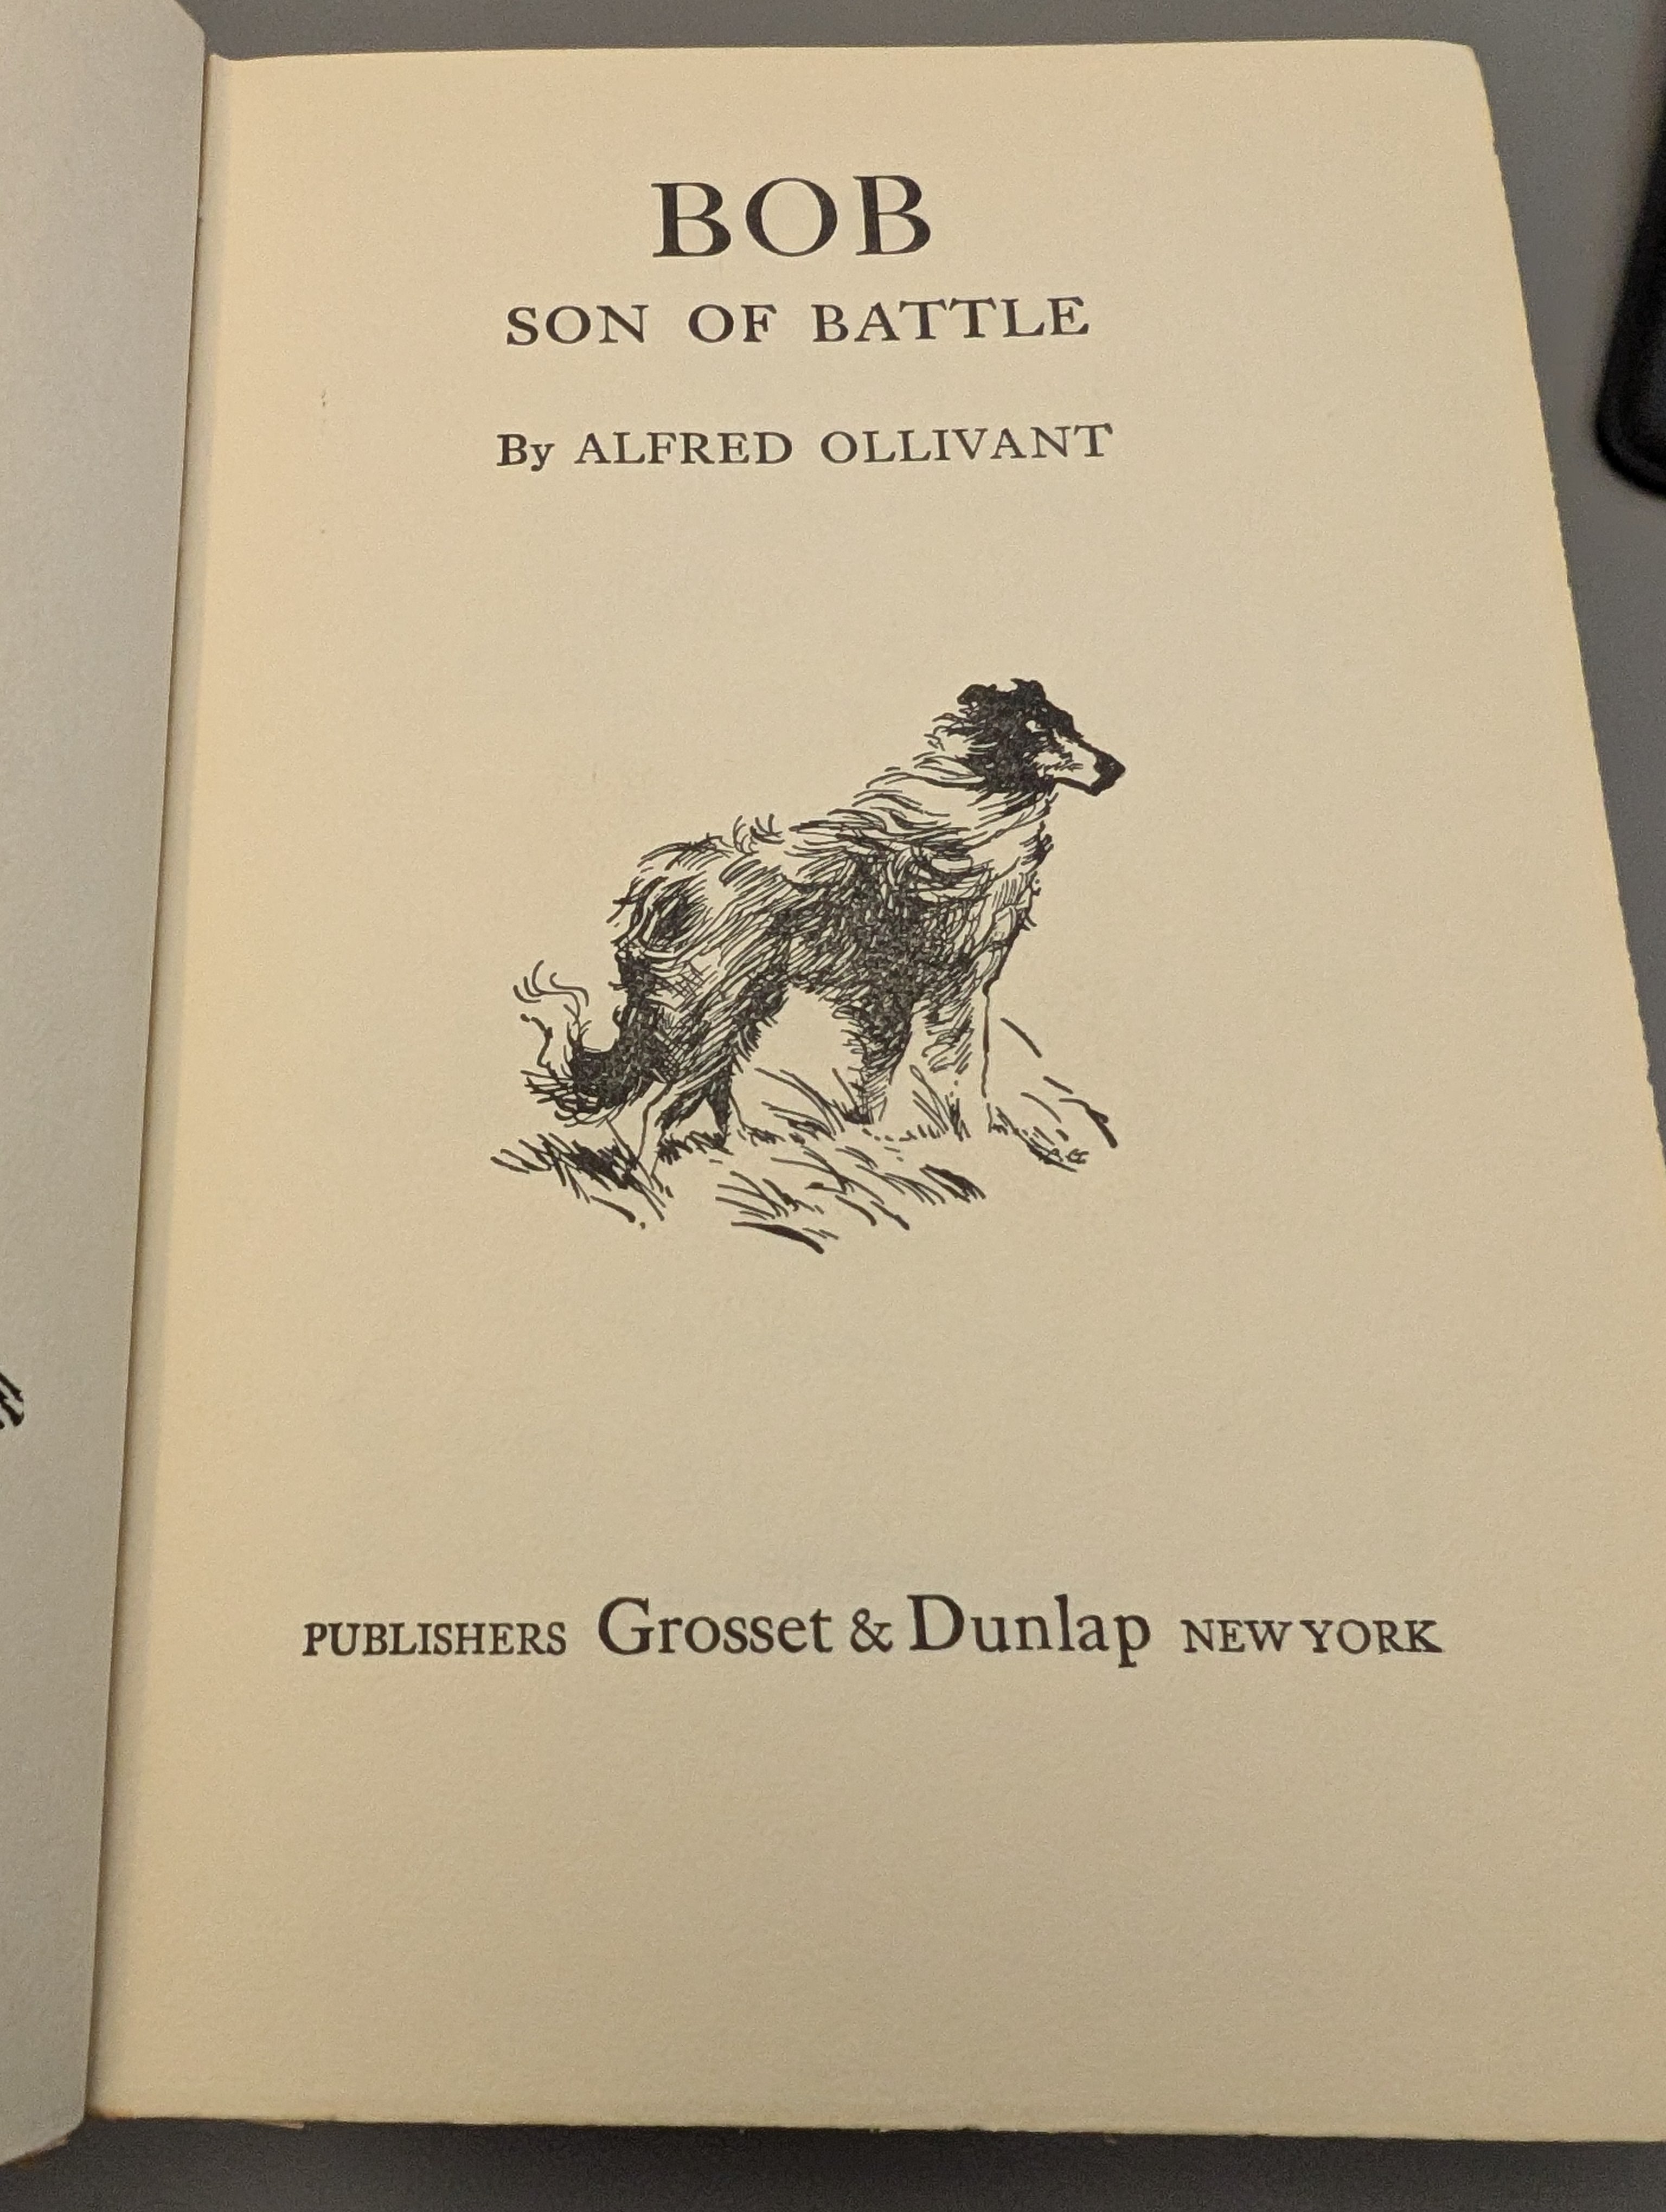 BOB
SON OF BATTLE
By ALFRED OLLIVANT
PUBLISHERS Grosset & Dunlap NEW YORK